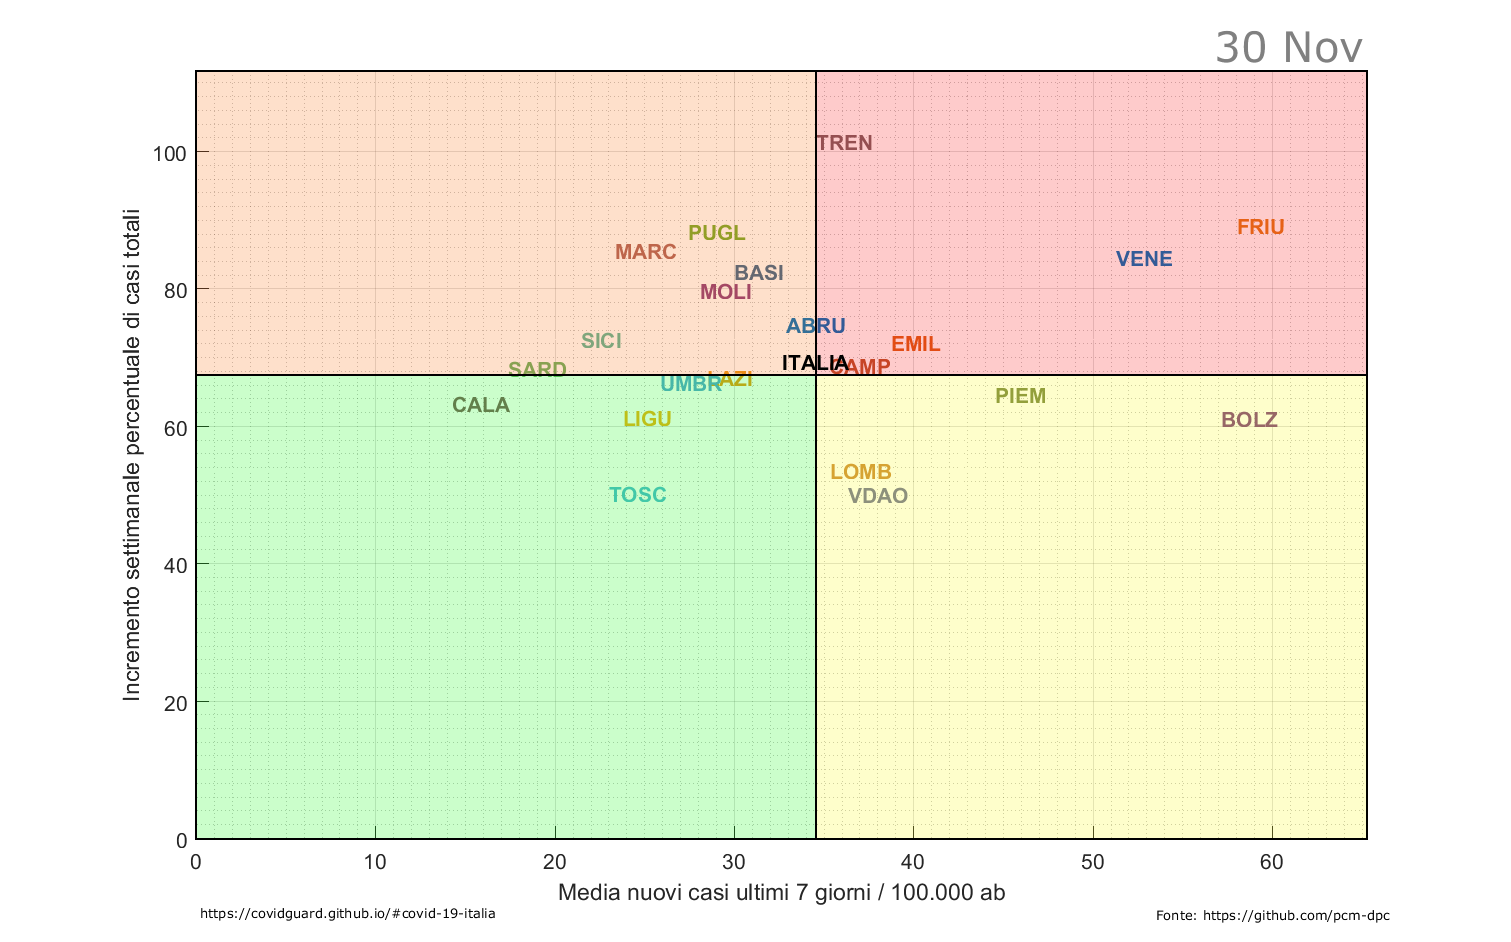 30 Nov
Incremento settimanale percentuale di casi totali
100
80
60
40
20
0
TREN
FRIU
PUGL
MARC
VENE
BASI
MOLI
ABRU
SICI
EMIL
ITALIA
CAMP
SARD
LAZI
UMBR
PIEM
CALA
LIGU
BOLZ
LOMB
TOSC
VDAO
0 10 20 30 40 50 60
Media nuovi casi ultimi 7 giorni / 100.000 ab
https://covidguard.github.io/#covid-19-italia
Fonte: https://github.com/pcm-dpc